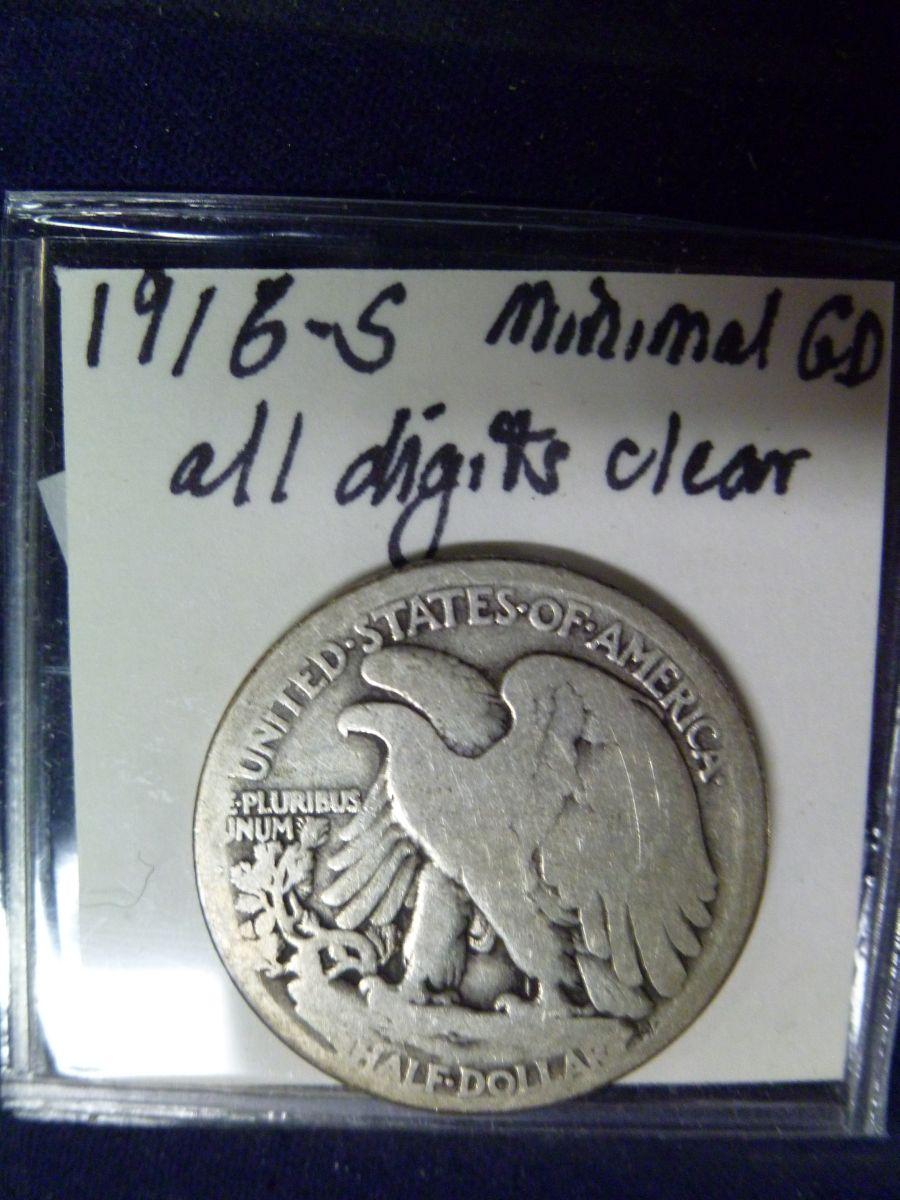 1916-S minimal GD
all digits clear
UNITED·STATES·OF·AMERICA
E·PLURIBUS
UNUM
HALF·DOLLAR